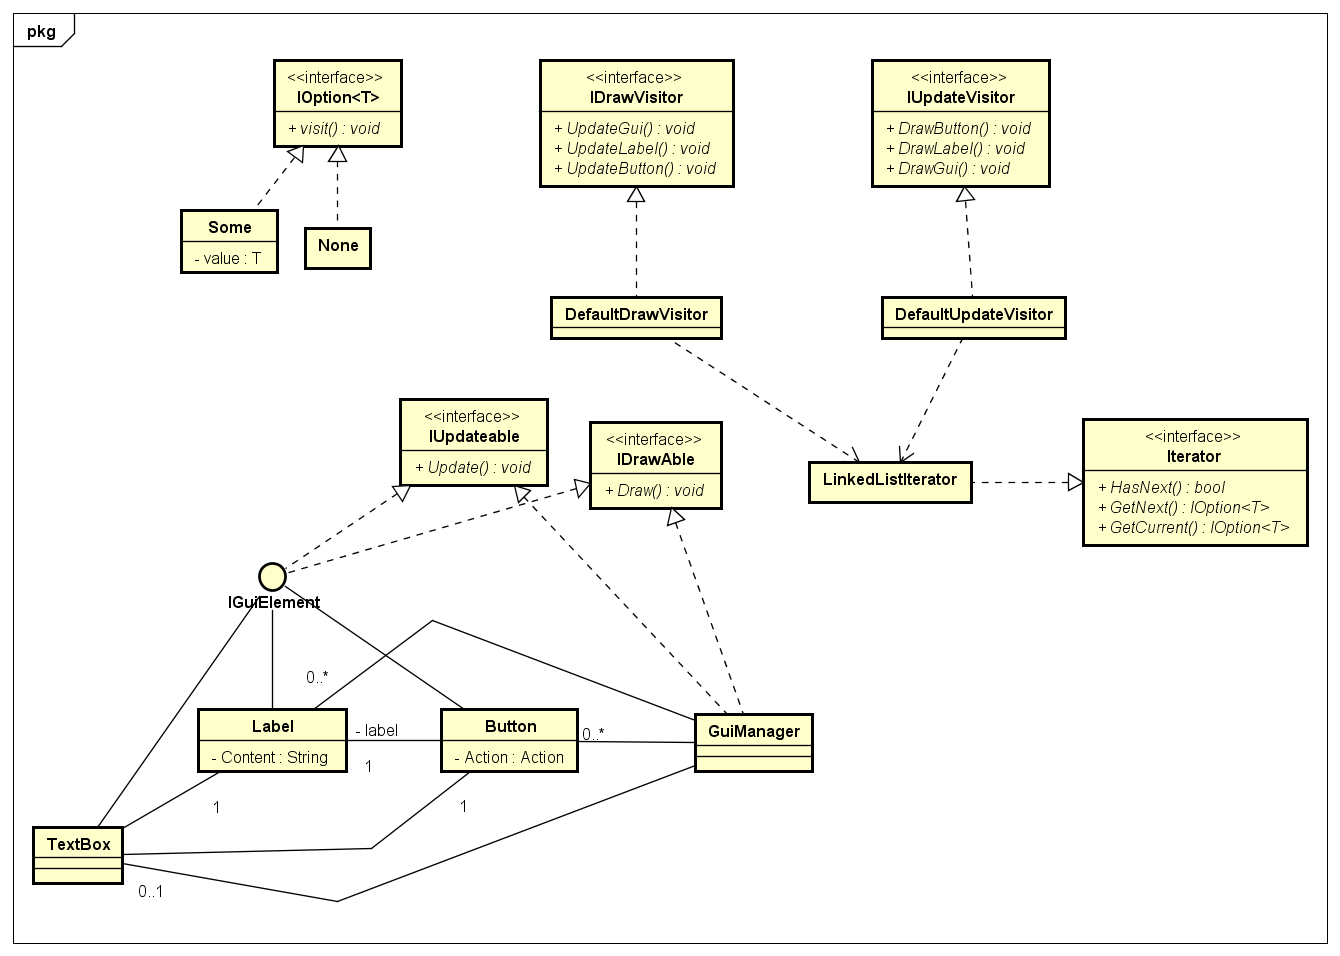 pkg
<<interface>>
IOption<T>
+ visit() : void
<<interface>>
IDrawVisitor
+ UpdateGui() : void
+ UpdateLabel() : void
+ UpdateButton() : void
<<interface>>
IUpdateVisitor
+ DrawButton() : void
+ DrawLabel() : void
+ DrawGui() : void
Some
- value : T
None
DefaultDrawVisitor
DefaultUpdateVisitor
<<interface>>
IUpdateable
+ Update() : void
<<interface>>
IDrawAble
+ Draw() : void
LinkedListIterator
<<interface>>
Iterator
+ HasNext() : bool
+ GetNext() : IOption<T>
+ GetCurrent() : IOption<T>
IGuiElement
0..*
Label
- Content : String
- label
1
Button
- Action : Action
0..*
GuiManager
1
1
TextBox
0..1